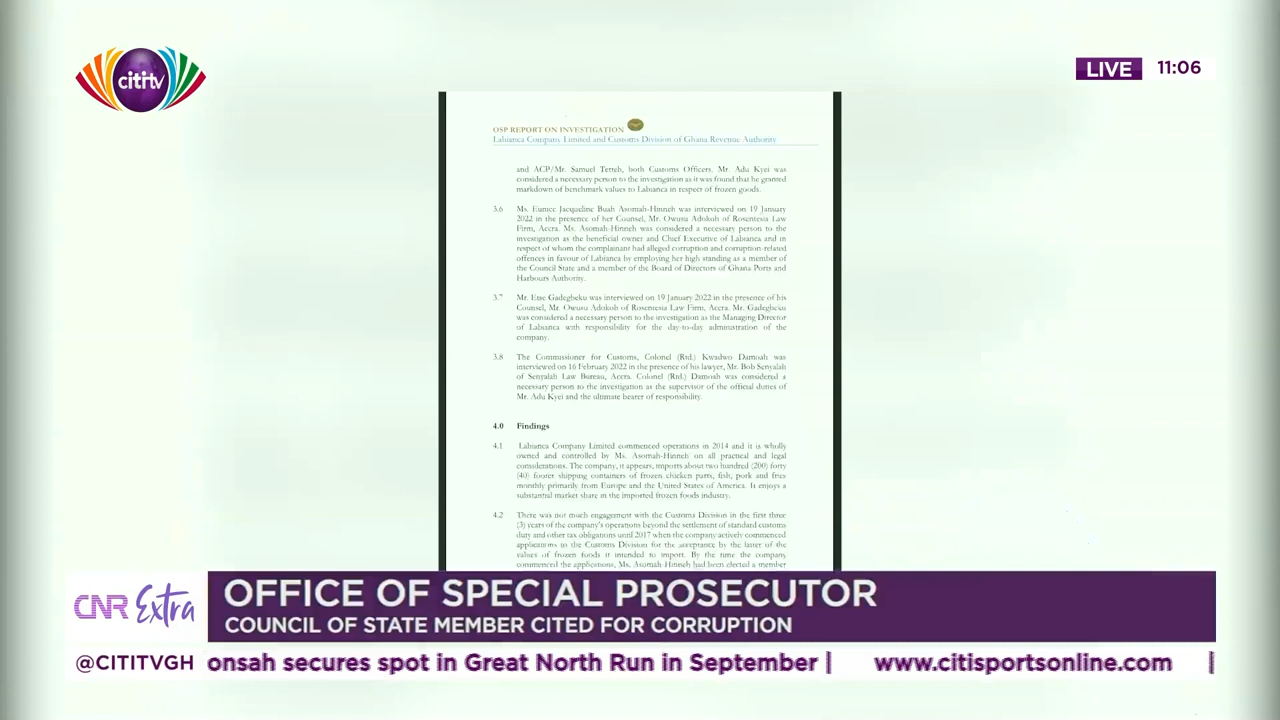 cititv
LIVE 11:06
OSP REPORT ON INVESTIGATION
Labianca Company Limited and Customs Division of Ghana Revenue Authority
and ACP/Mr. Samuel Tetteh, both Customs Officers. Mr. Adu Kyei was
considered a necessary person to the investigation as it was found that he granted
markdown of benchmark values to Labianca in respect of frozen goods.
3.6 Ms. Eunice Jacqueline Buah Asomah-Hinneh was interviewed on 19 January
2022 in the presence of her Counsel, Mr. Owusu Adokoh of Rosentesia Law
Firm, Accra. Ms. Asomah-Hinneh was considered a necessary person to the
investigation as the beneficial owner and Chief Executive of Labianca and in
respect of whom the complainant had alleged corruption and corruption-related
offences in favour of Labianca by employing her high standing as a member of
the Council State and a member of the Board of Directors of Ghana Ports and
Harbours Authority.
3.7 Mr. Etse Gadegbeku was interviewed on 19 January 2022 in the presence of his
Counsel, Mr. Owusu Adokoh of Rosentesia Law Firm, Accra. Mr. Gadegbeku
was considered a necessary person to the investigation as the Managing Director
of Labianca with responsibility for the day-to-day administration of the
company.
3.8 The Commissioner for Customs, Colonel (Rtd.) Kwadwo Damoah was
interviewed on 16 February 2022 in the presence of his lawyer, Mr. Bob Senyalah
of Senyalah Law Bureau, Accra. Colonel (Rtd.) Damoah was considered a
necessary person to the investigation as the supervisor of the official duties of
Mr. Adu Kyei and the ultimate bearer of responsibility.
4.0 Findings
4.1 Labianca Company Limited commenced operations in 2014 and it is wholly
owned and controlled by Ms. Asomah-Hinneh on all practical and legal
considerations. The company, it appears, imports about two hundred (200) forty
(40) footer shipping containers of frozen chicken parts, fish, pork and fries
monthly primarily from Europe and the United States of America. It enjoys a
substantial market share in the imported frozen foods industry.
4.2 There was not much engagement with the Customs Division in the first three
(3) years of the company's operations beyond the settlement of standard customs
duty and other tax obligations until 2017 when the company actively commenced
applications to the Customs Division for the acceptance by the latter of the
values of frozen foods it intended to import. By the time the company
commenced the applications, Ms. Asomah-Hinneh had been elected a member
CNR Extra
OFFICE OF SPECIAL PROSECUTOR
COUNCIL OF STATE MEMBER CITED FOR CORRUPTION
@CITITVGH onsah secures spot in Great North Run in September | www.citisportsonline.com |